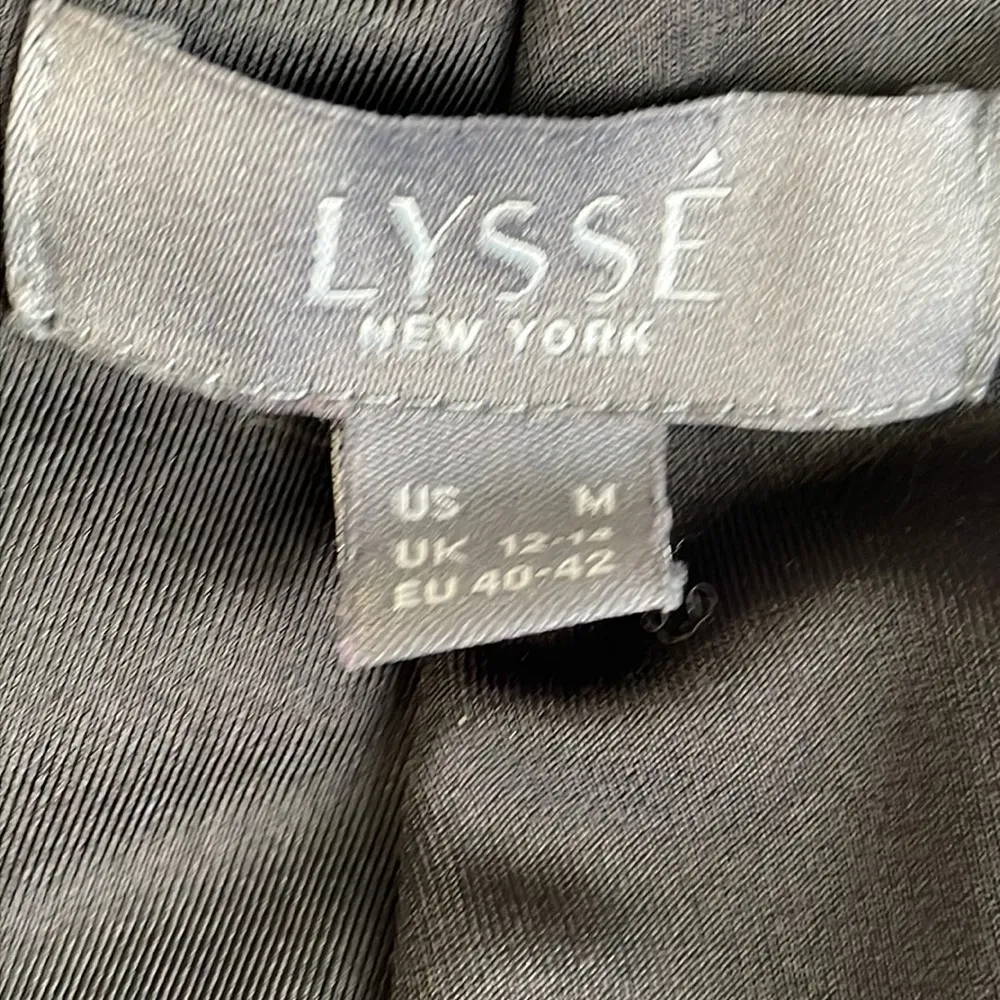 LYSSÉ
NEW YORK
US M
UK 12-14
EU 40-42